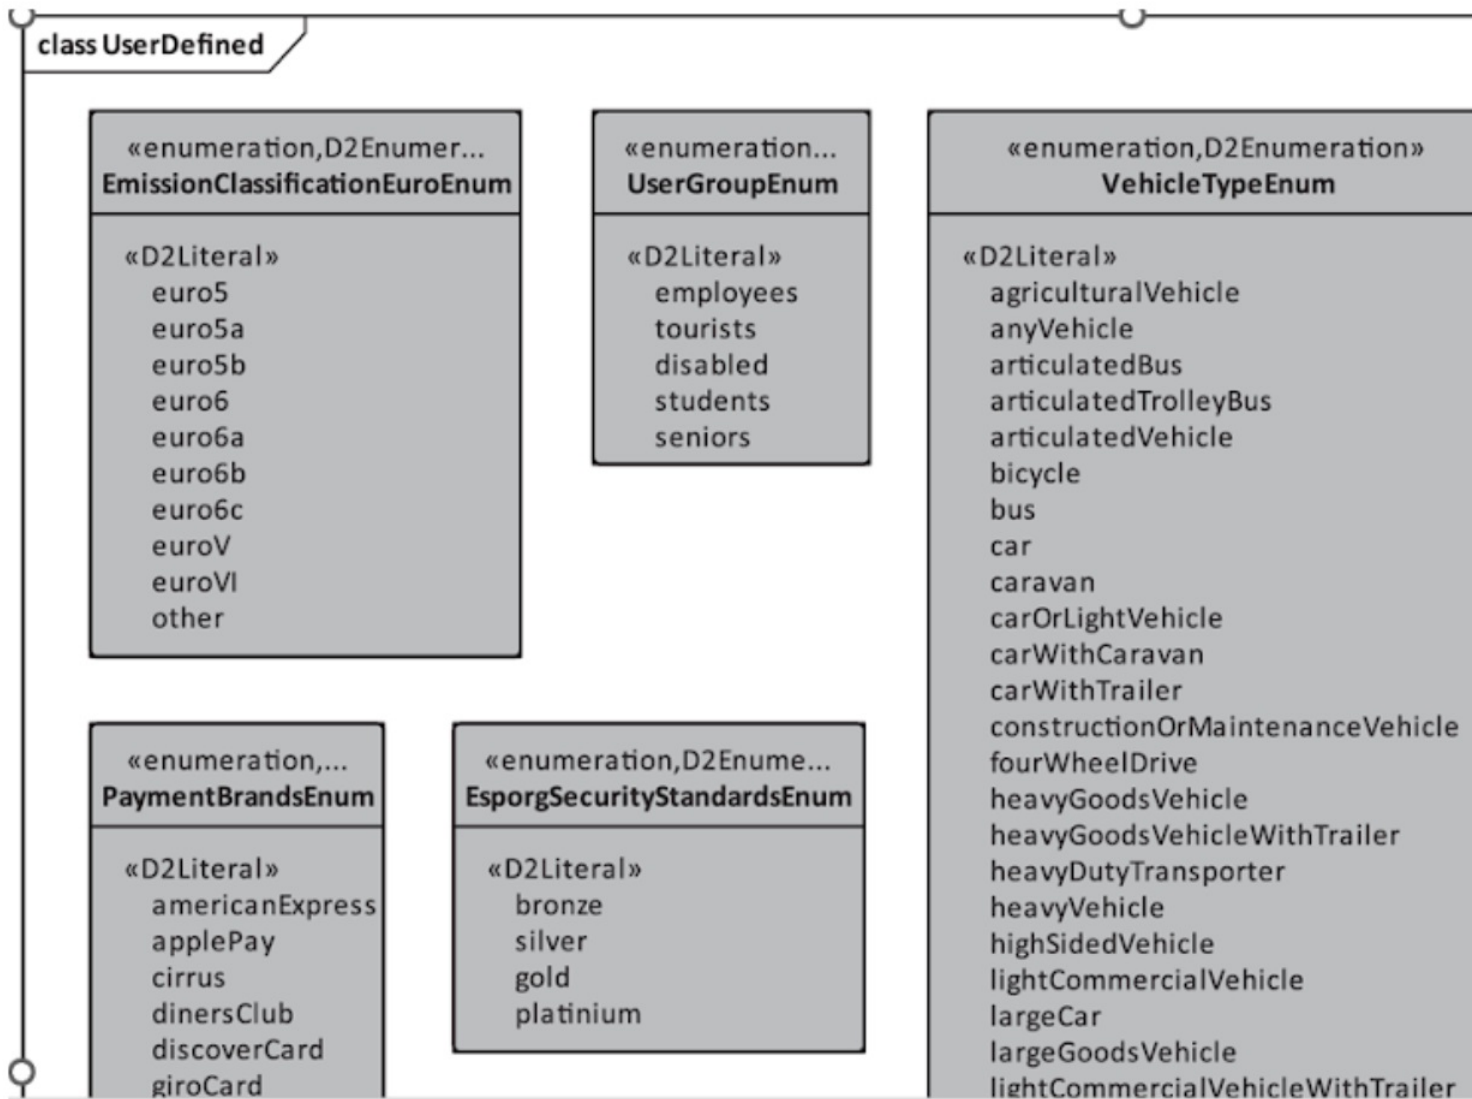 class UserDefined
«enumeration,D2Enumer...
EmissionClassificationEuroEnum
«D2Literal»
euro5
euro5a
euro5b
euro6
euro6a
euro6b
euro6c
euroV
euroVI
other
«enumeration...
UserGroupEnum
«D2Literal»
employees
tourists
disabled
students
seniors
«enumeration,D2Enumeration»
VehicleTypeEnum
«D2Literal»
agriculturalVehicle
anyVehicle
articulatedBus
articulatedTrolleyBus
articulatedVehicle
bicycle
bus
car
caravan
carOrLightVehicle
carWithCaravan
carWithTrailer
constructionOrMaintenanceVehicle
fourWheelDrive
heavyGoodsVehicle
heavyGoodsVehicleWithTrailer
heavyDutyTransporter
heavyVehicle
highSidedVehicle
lightCommercialVehicle
largeCar
largeGoodsVehicle
lightCommercialVehicleWithTrailer
«enumeration,...
PaymentBrandsEnum
«D2Literal»
americanExpress
applePay
cirrus
dinersClub
discoverCard
giroCard
«enumeration,D2Enume...
EsporgSecurityStandardsEnum
«D2Literal»
bronze
silver
gold
platinium